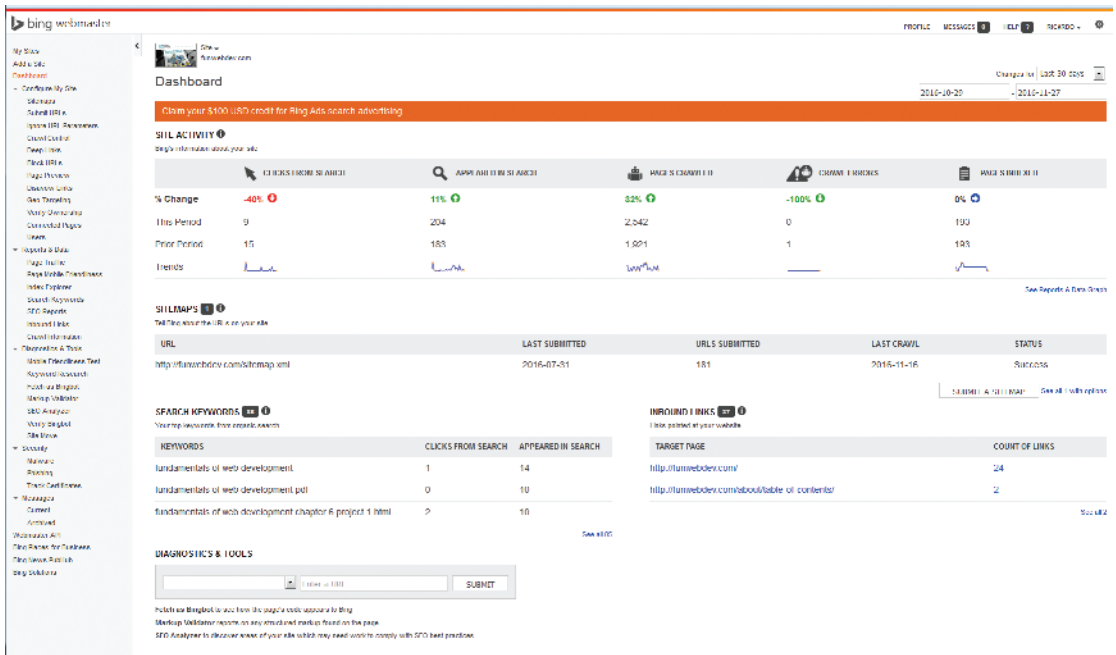 bing webmaster
PROFILE MESSAGES 0 HELP ? RICARDO
My Sites
Add a Site
Dashboard
Configure My Site
Sitemaps
Submit URLs
Ignore URL Parameters
Crawl Control
Deep Links
Block URLs
Page Preview
Disavow Links
Geo Targeting
Verify Ownership
Connected Pages
Users
Reports & Data
Page Traffic
Page Mobile Friendliness
Index Explorer
Search Keywords
SEO Reports
Inbound Links
Crawl Information
Diagnostics & Tools
Mobile Friendliness Test
Keyword Research
Fetch as Bingbot
Markup Validator
SEO Analyzer
Verify Bingbot
Site Move
Security
Malware
Phishing
Track Certificates
Messages
Current
Archived
Webmaster API
Bing Places for Business
Bing News PubHub
Bing Solutions
Site
funwebdev.com
Dashboard
Changes for Last 30 days
2016-10-29 - 2016-11-27
Claim your $100 USD credit for Bing Ads search advertising
SITE ACTIVITY
Bing's information about your site
CLICKS FROM SEARCH APPEARED IN SEARCH PAGES CRAWLED CRAWL ERRORS PAGES INDEXED
% Change -40% 11% 32% -100% 0%
This Period 9 204 2,542 0 193
Prior Period 15 183 1,921 1 193
Trends
See Reports & Data Graph
SITEMAPS 1
Tell Bing about the URLs on your site
URL LAST SUBMITTED URLS SUBMITTED LAST CRAWL STATUS
http://funwebdev.com/sitemap.xml 2016-07-31 181 2016-11-16 Success
SUBMIT A SITEMAP See all 1 with options
SEARCH KEYWORDS
Your top keywords from organic search
KEYWORDS CLICKS FROM SEARCH APPEARED IN SEARCH
fundamentals of web development 1 14
fundamentals of web development pdf 0 10
fundamentals of web development chapter 6 project 1 html 2 10
See all
INBOUND LINKS
Links pointed at your website
TARGET PAGE COUNT OF LINKS
http://funwebdev.com/ 24
http://funwebdev.com/about/table-of-contents/ 2
See all 2
DIAGNOSTICS & TOOLS
Enter a URL SUBMIT
Fetch as Bingbot to see how the page's code appears to Bing
Markup Validator reports on any structured markup found on the page
SEO Analyzer to discover areas of your site which may need work to comply with SEO best practices